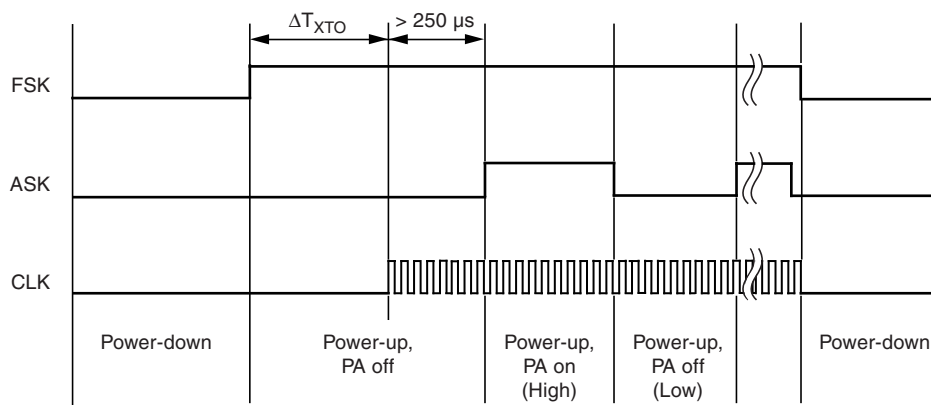 ΔT_XTO
> 250 µs
FSK
ASK
CLK
Power-down
Power-up,
PA off
Power-up,
PA on
(High)
Power-up,
PA off
(Low)
Power-down